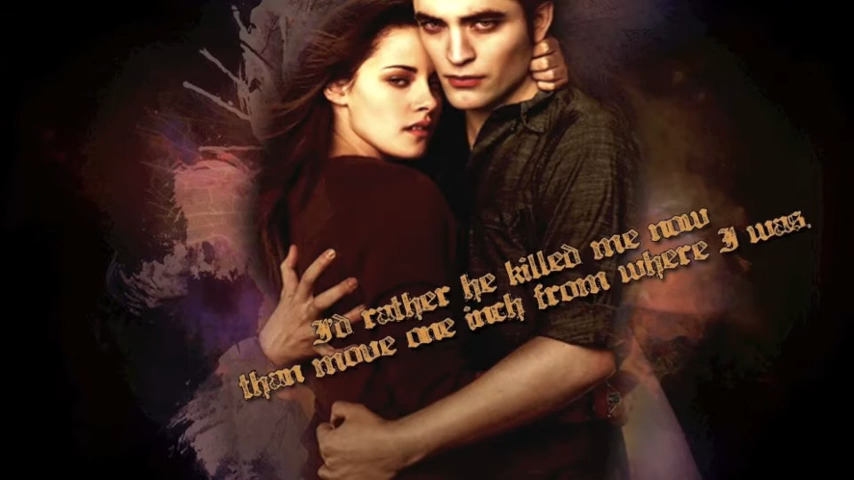 I'd rather he killed me now
than move one inch from where I was.